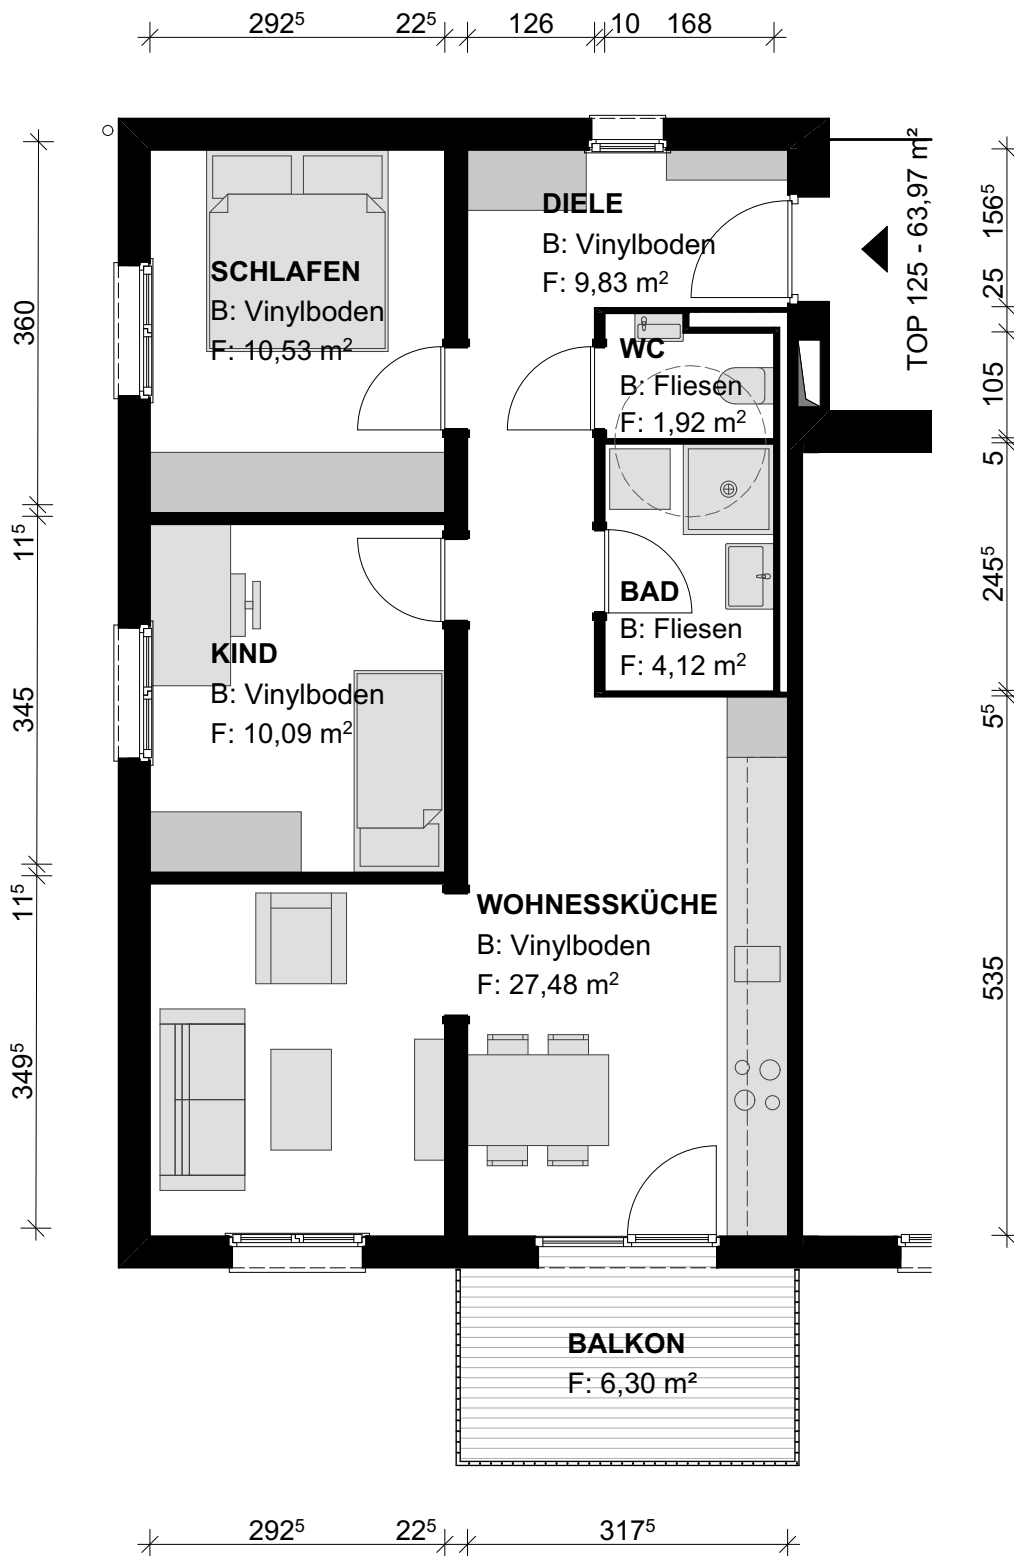 292⁵ 22⁵ 126 10 168
DIELE
B: Vinylboden
F: 9,83 m²
TOP 125 - 63,97 m²
SCHLAFEN
B: Vinylboden
F: 10,53 m²
WC
B: Fliesen
F: 1,92 m²
BAD
B: Fliesen
F: 4,12 m²
KIND
B: Vinylboden
F: 10,09 m²
WOHNESSKÜCHE
B: Vinylboden
F: 27,48 m²
BALKON
F: 6,30 m²
360
11⁵
345
11⁵
349⁵
156⁵
25
105
5
245⁵
5⁵
535
292⁵ 22⁵ 317⁵